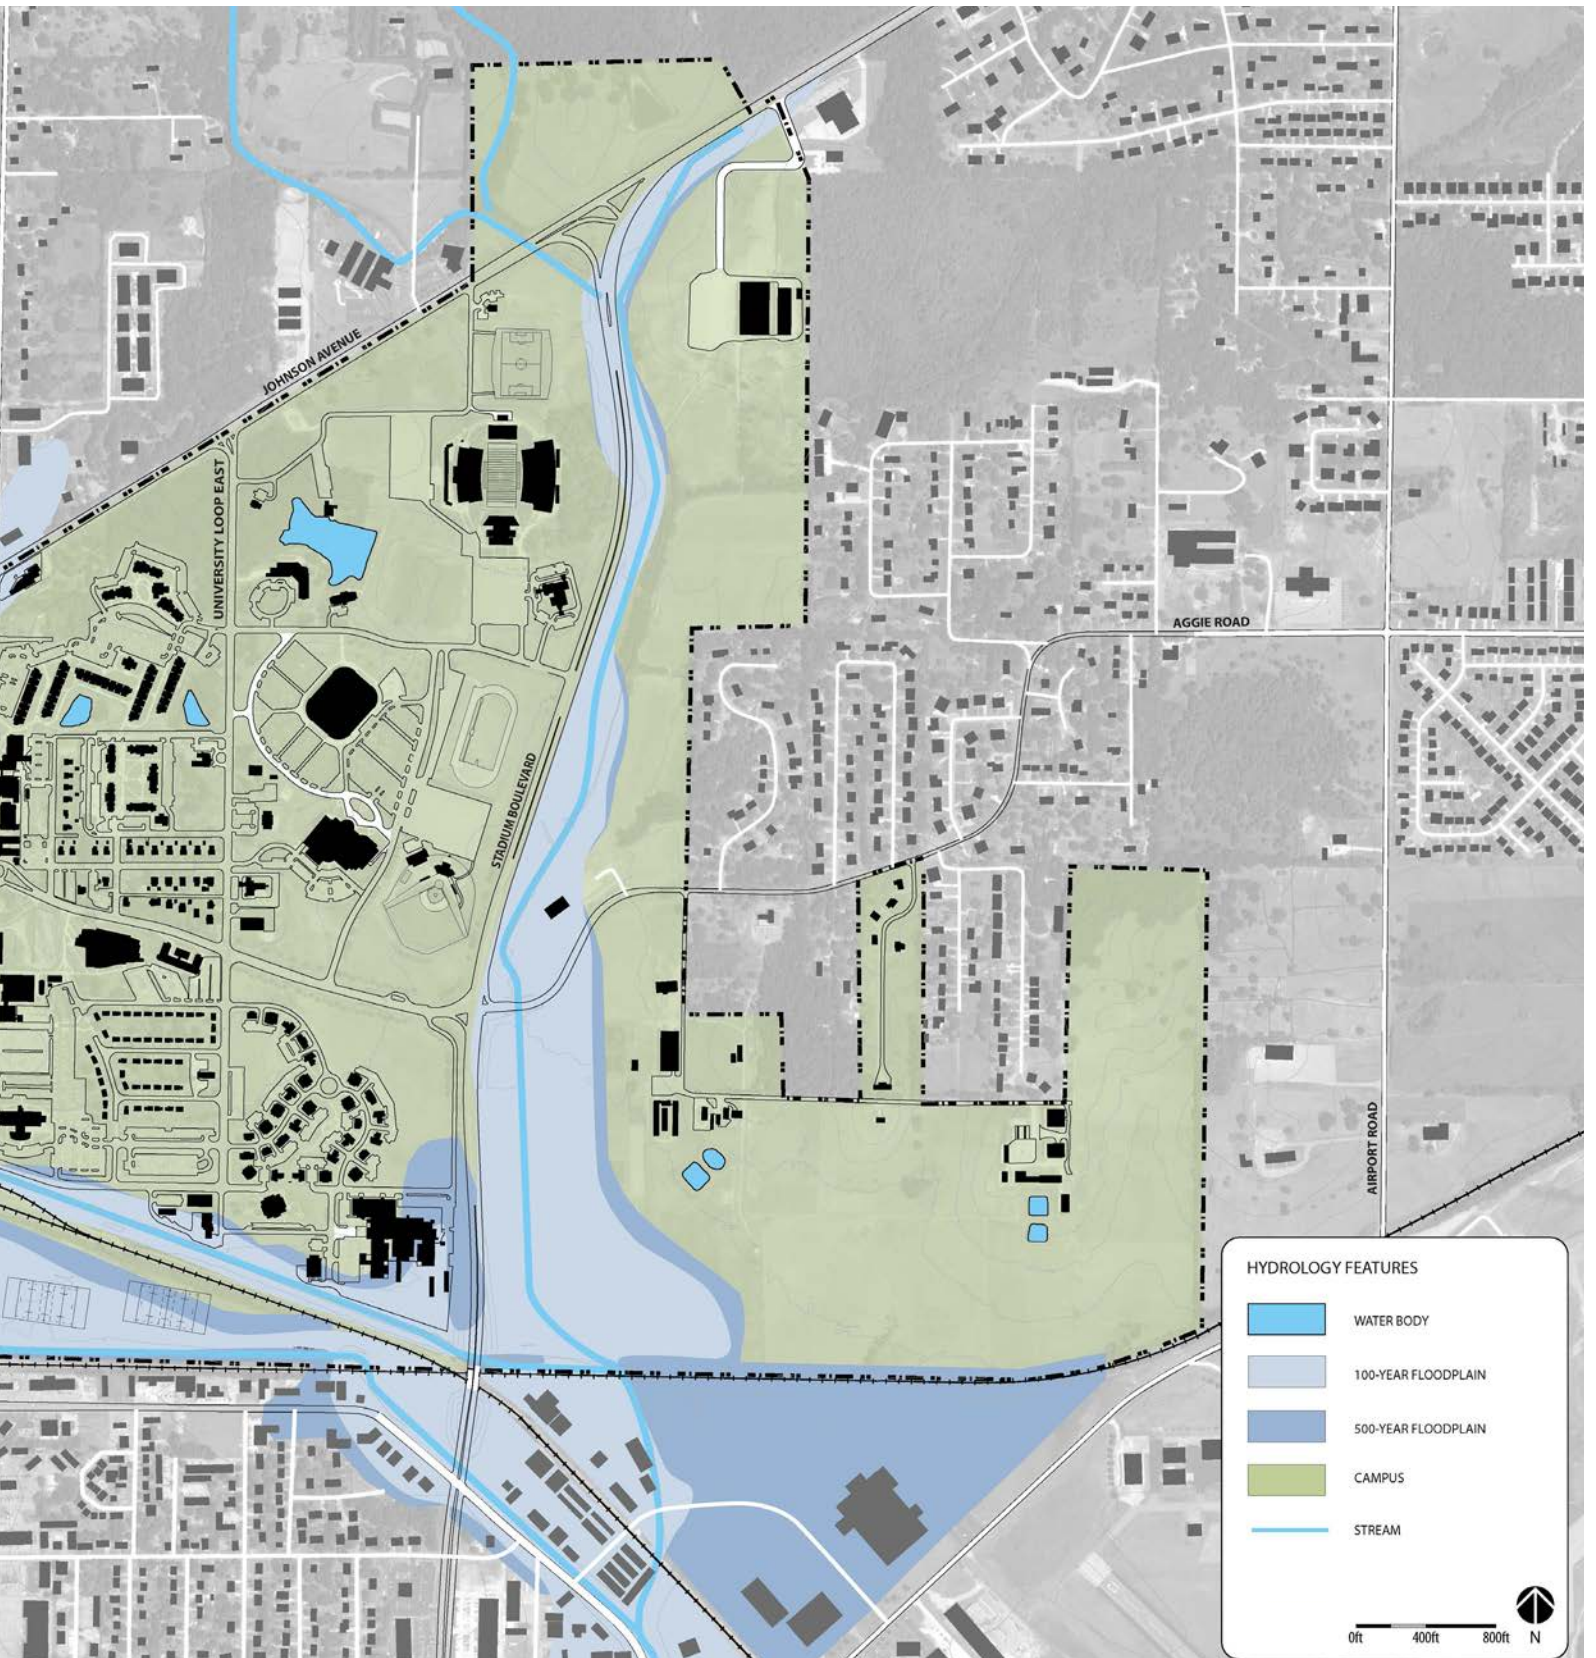 JOHNSON AVENUE
UNIVERSITY LOOP EAST
AGGIE ROAD
STADIUM BOULEVARD
AIRPORT ROAD
HYDROLOGY FEATURES
WATER BODY
100-YEAR FLOODPLAIN
500-YEAR FLOODPLAIN
CAMPUS
STREAM
0ft 400ft 800ft N